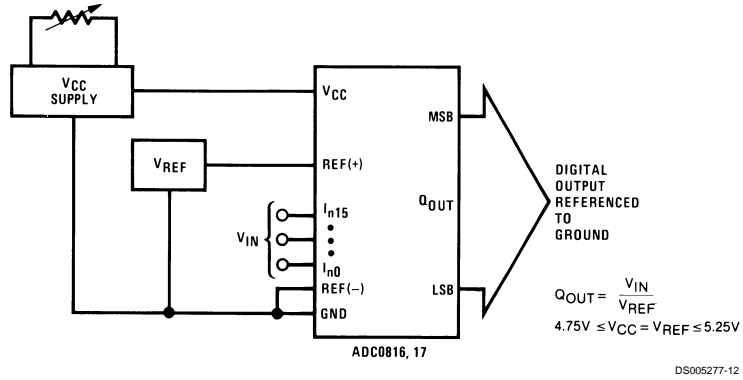 VCC
SUPPLY
VREF
VIN
VCC
REF(+)
In15
In0
REF(−)
GND
MSB
QOUT
LSB
ADC0816, 17
DIGITAL
OUTPUT
REFERENCED
TO
GROUND
QOUT = VIN / VREF
4.75V ≤ VCC = VREF ≤ 5.25V
DS005277-12